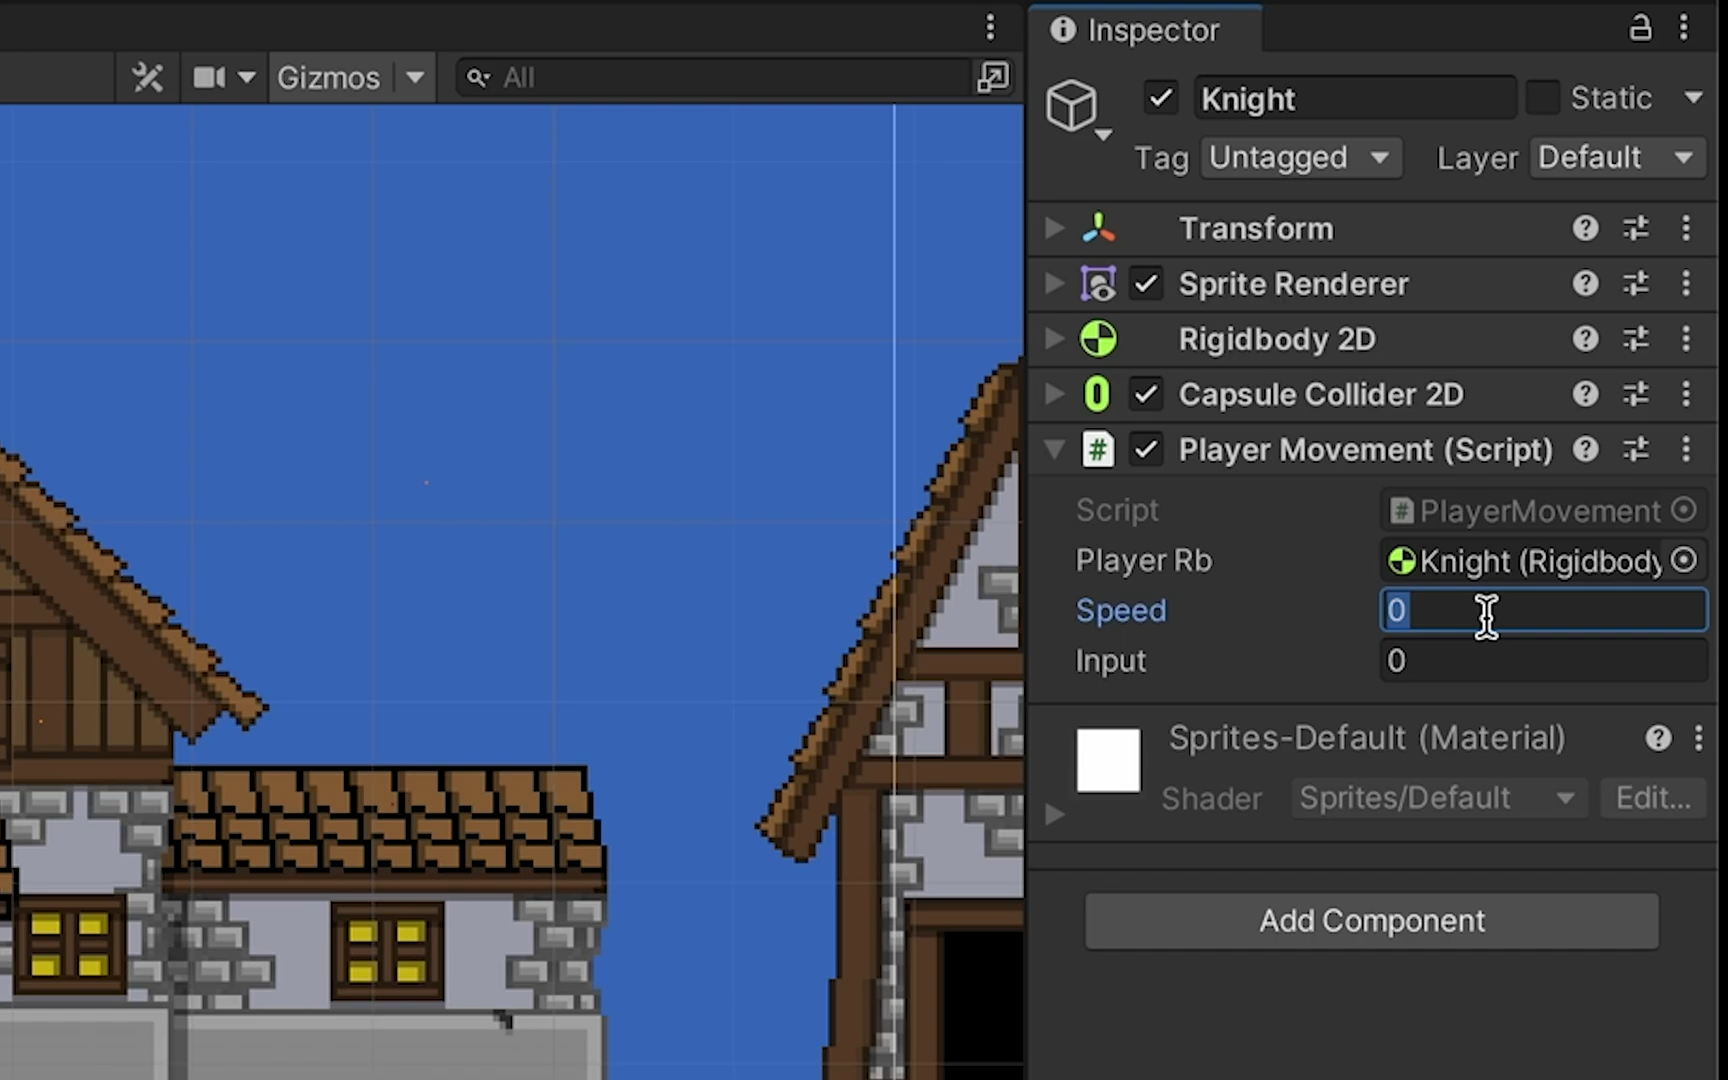 Inspector
Gizmos
All
Knight
Static
Tag
Untagged
Layer
Default
Transform
Sprite Renderer
Rigidbody 2D
Capsule Collider 2D
# Player Movement (Script)
Script
# PlayerMovement
Player Rb
Knight (Rigidbody
Speed
0
Input
0
Sprites-Default (Material)
Shader
Sprites/Default
Edit...
Add Component